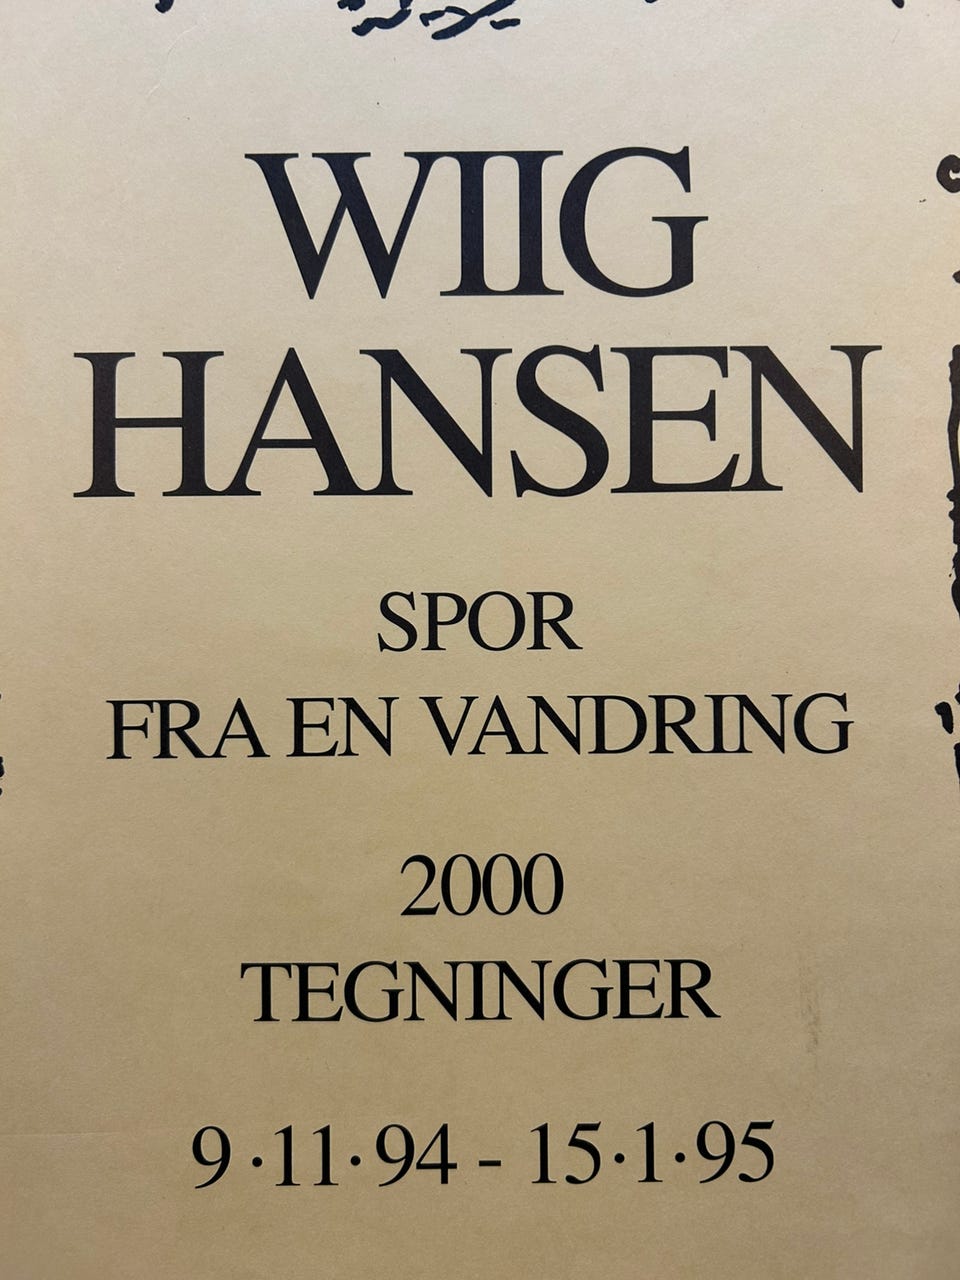 WIIG
HANSEN
SPOR
FRA EN VANDRING
2000
TEGNINGER
9·11·94 - 15·1·95